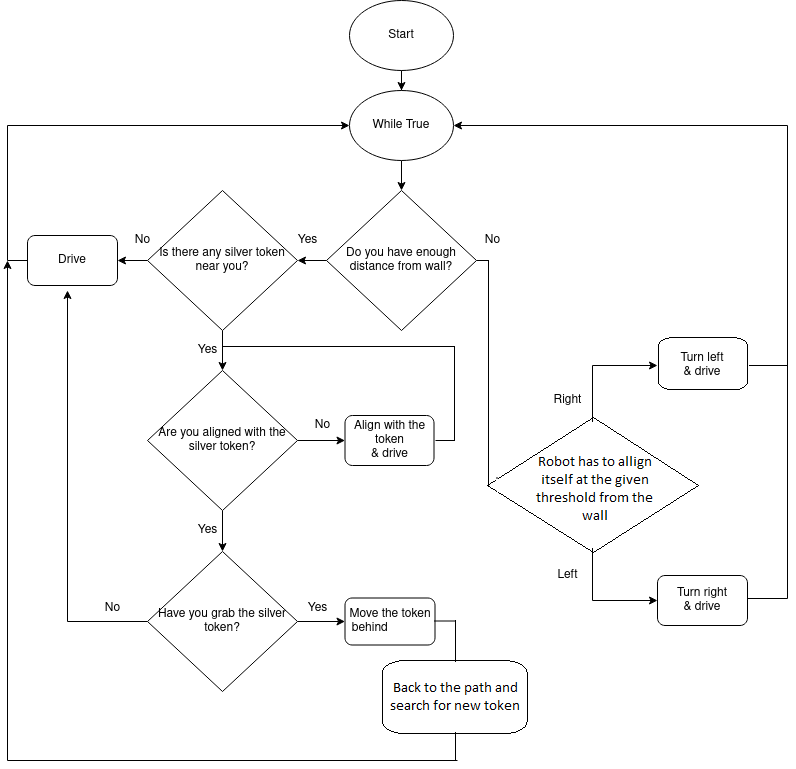 Start
While True
No
Is there any silver token
near you?
Yes
Do you have enough
distance from wall?
No
Drive
Yes
Turn left
& drive
Right
Are you aligned with the
silver token?
No
Align with the
token
& drive
Robot has to allign
itself at the given
threshold from the
wall
Yes
Left
Turn right
& drive
No
Have you grab the silver
token?
Yes
Move the token
behind
Back to the path and
search for new token